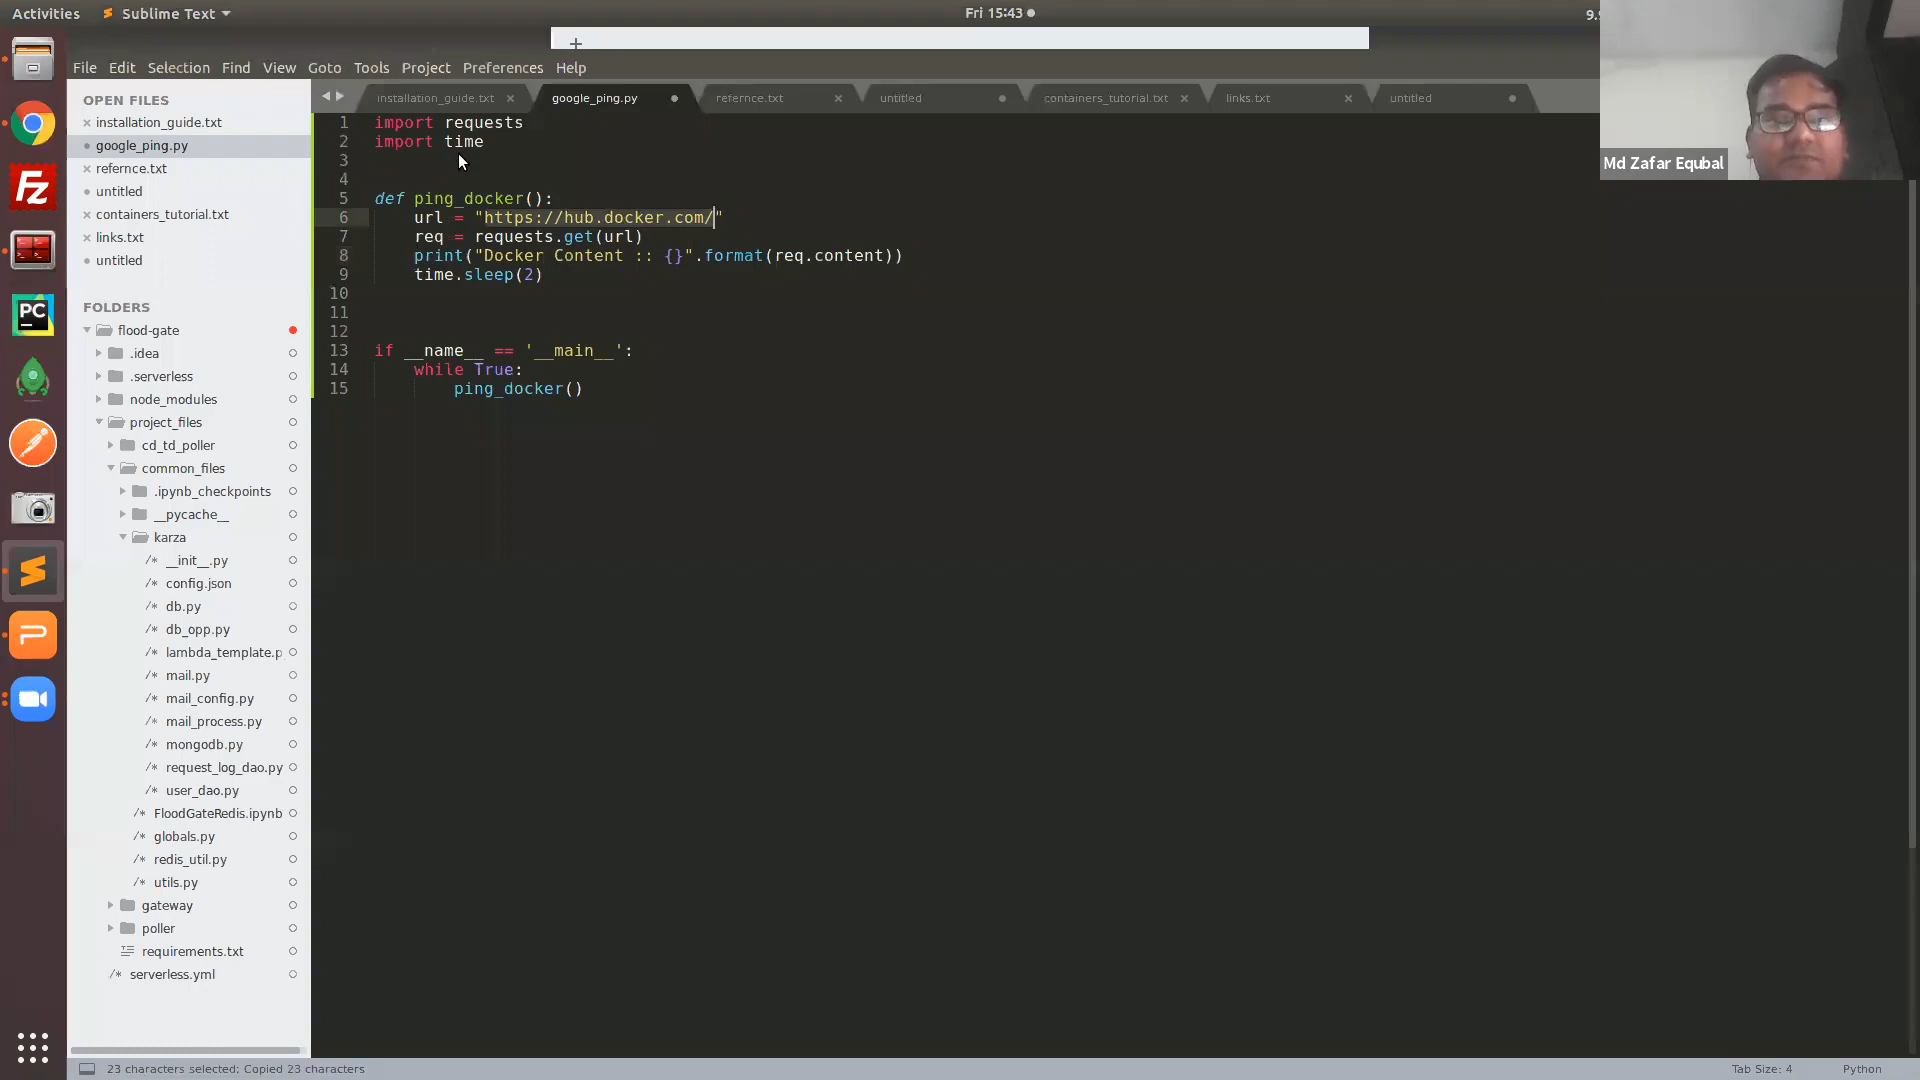 Activities Sublime Text Fri 15:43
File Edit Selection Find View Goto Tools Project Preferences Help
Md Zafar Equbal
OPEN FILES
installation_guide.txt
google_ping.py
refernce.txt
untitled
containers_tutorial.txt
links.txt
untitled
FOLDERS
flood-gate
.idea
.serverless
node_modules
project_files
cd_td_poller
common_files
.ipynb_checkpoints
__pycache__
karza
/* __init__.py
/* config.json
/* db.py
/* db_opp.py
/* lambda_template.p
/* mail.py
/* mail_config.py
/* mail_process.py
/* mongodb.py
/* request_log_dao.py
/* user_dao.py
/* FloodGateRedis.ipynb
/* globals.py
/* redis_util.py
/* utils.py
gateway
poller
requirements.txt
/* serverless.yml
installation_guide.txt google_ping.py refernce.txt untitled containers_tutorial.txt links.txt untitled
1 import requests
2 import time
3
4
5 def ping_docker():
6 url = "https://hub.docker.com/"
7 req = requests.get(url)
8 print("Docker Content :: {}".format(req.content))
9 time.sleep(2)
10
11
12
13 if __name__ == '__main__':
14 while True:
15 ping_docker()
23 characters selected; Copied 23 characters Tab Size: 4 Python